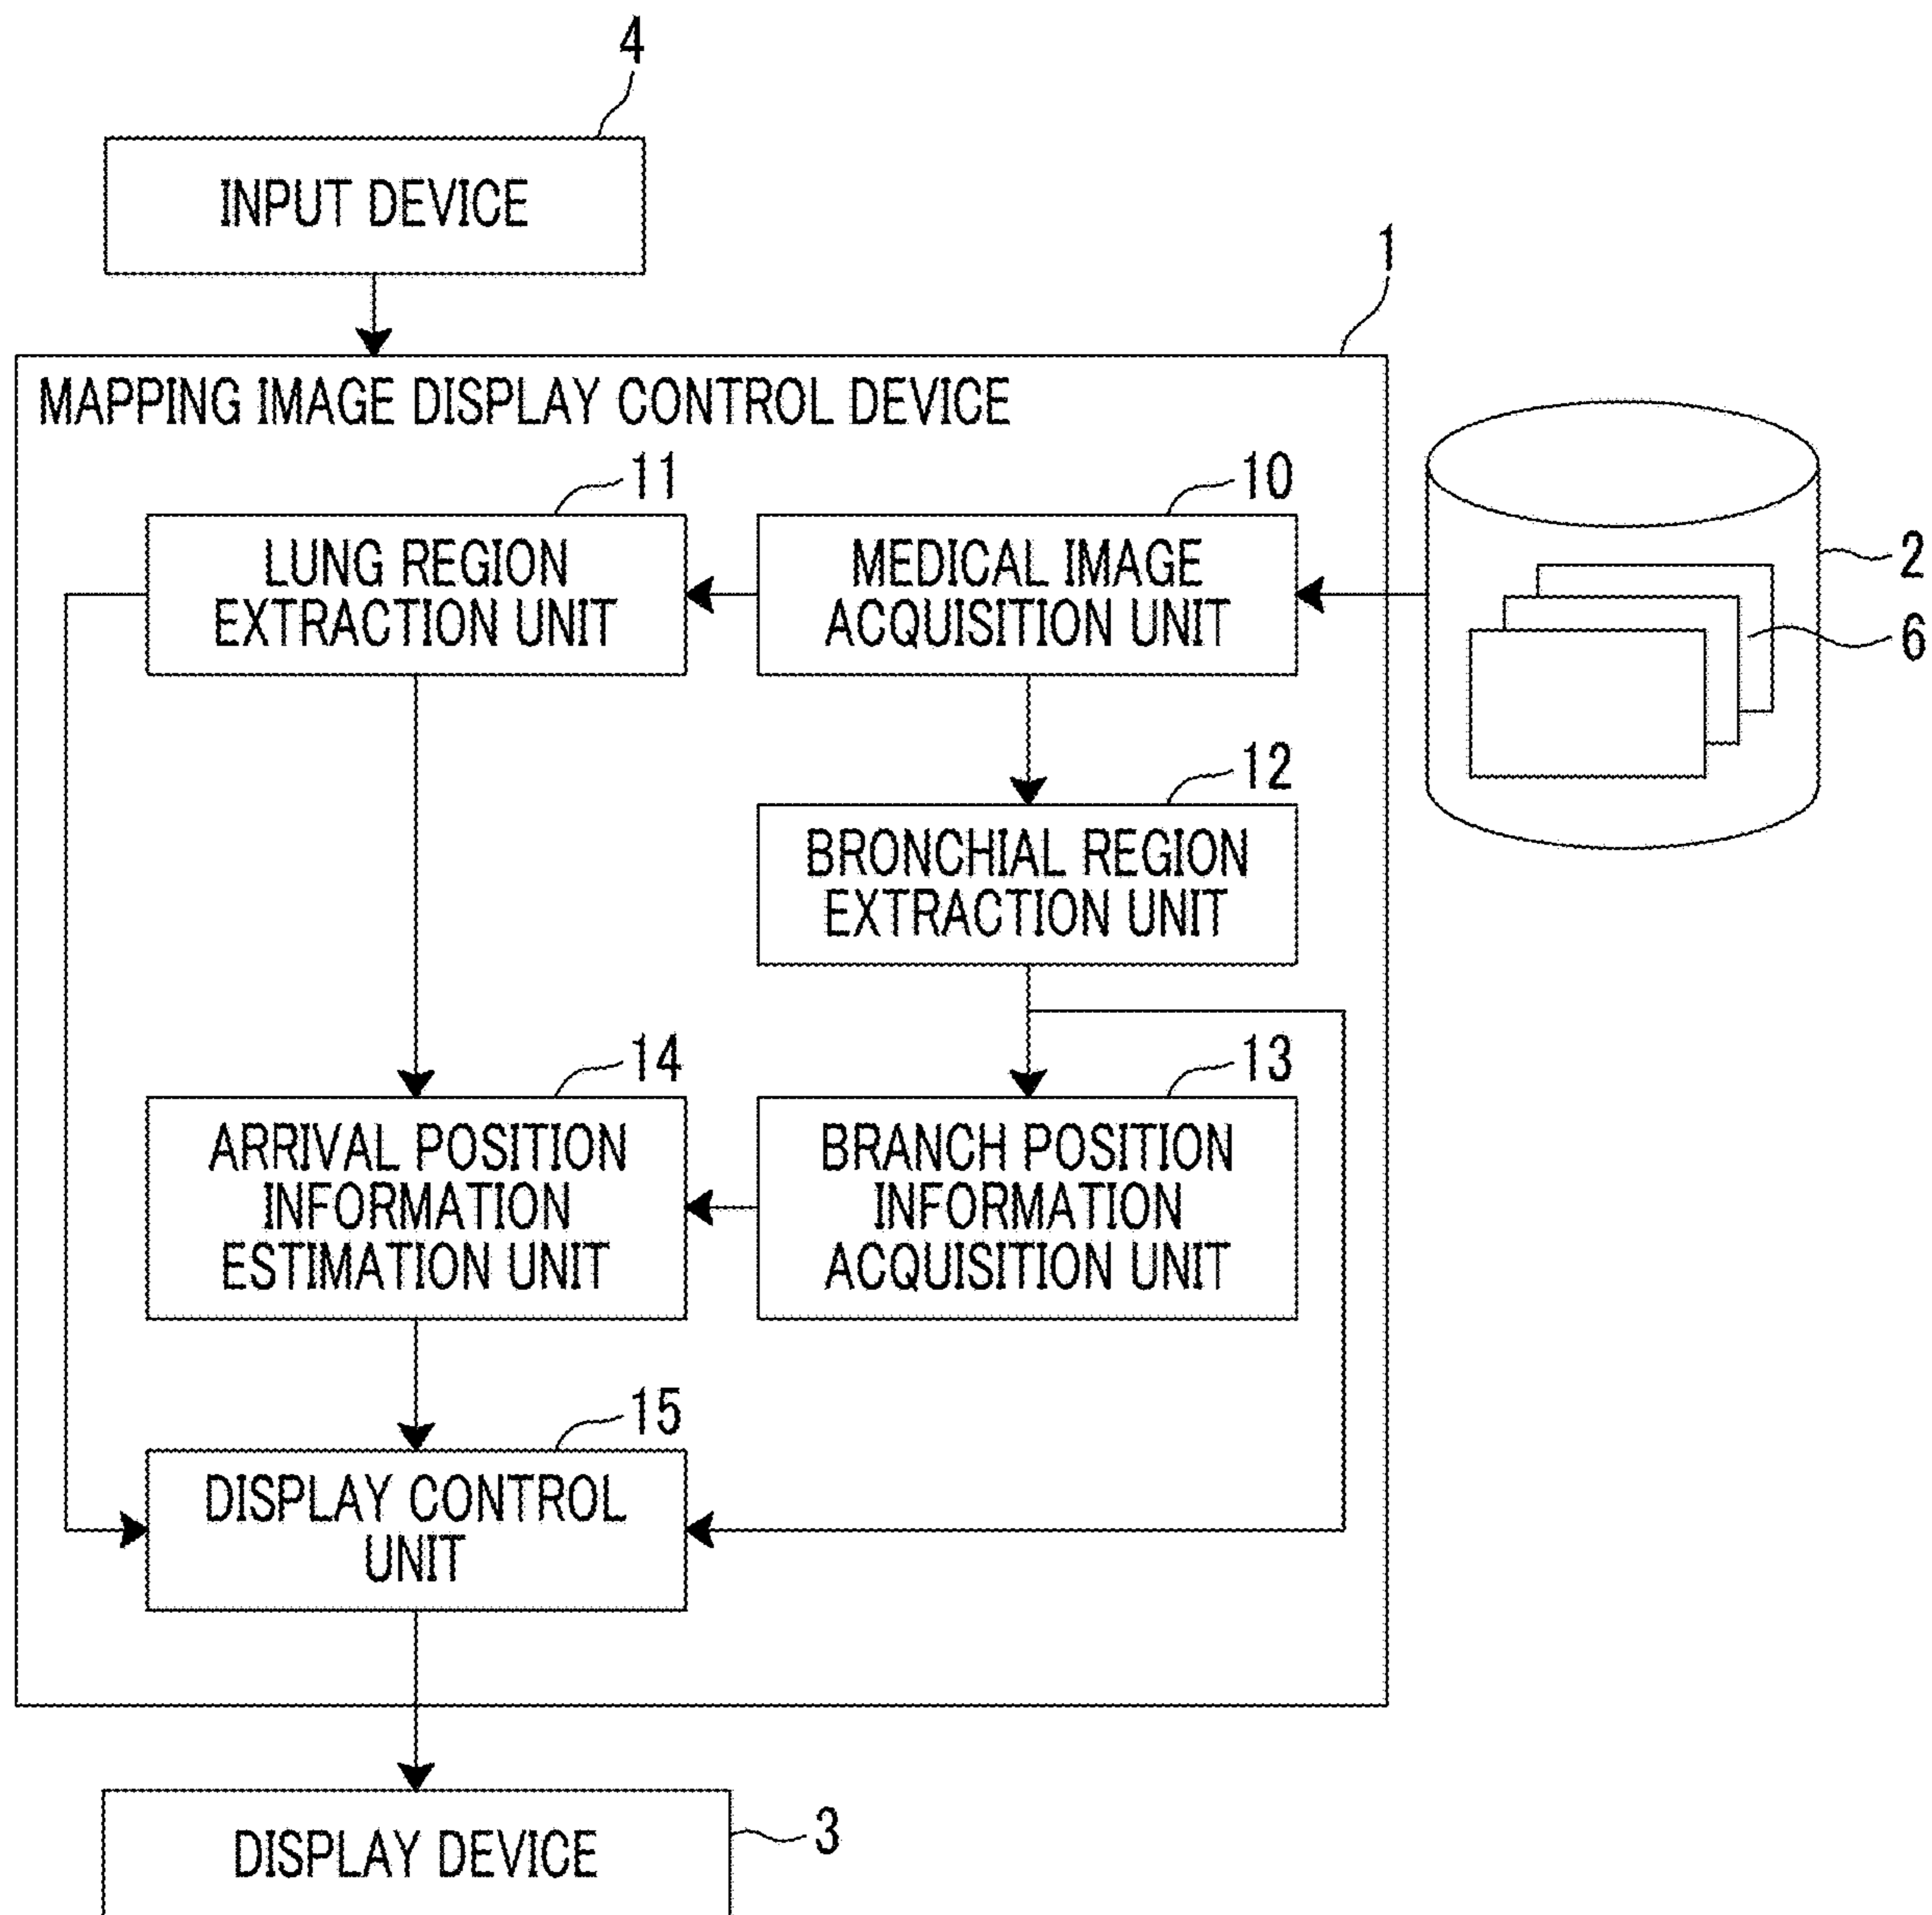 4
INPUT DEVICE
1
MAPPING IMAGE DISPLAY CONTROL DEVICE
11
10
LUNG REGION
EXTRACTION UNIT
MEDICAL IMAGE
ACQUISITION UNIT
2
6
12
BRONCHIAL REGION
EXTRACTION UNIT
14
13
ARRIVAL POSITION
INFORMATION
ESTIMATION UNIT
BRANCH POSITION
INFORMATION
ACQUISITION UNIT
15
DISPLAY CONTROL
UNIT
DISPLAY DEVICE
3